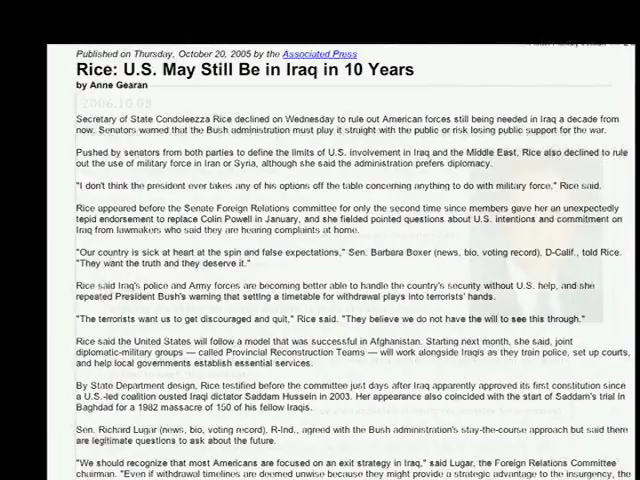 Published on Thursday, October 20, 2005 by the Associated Press
Rice: U.S. May Still Be in Iraq in 10 Years
by Anne Gearan
2006.10.03
Secretary of State Condoleezza Rice declined on Wednesday to rule out American forces still being needed in Iraq a decade from
now. Senators warned that the Bush administration must play it straight with the public or risk losing public support for the war.
Pushed by senators from both parties to define the limits of U.S. involvement in Iraq and the Middle East, Rice also declined to rule
out the use of military force in Iran or Syria, although she said the administration prefers diplomacy.
"I don't think the president ever takes any of his options off the table concerning anything to do with military force," Rice said.
Rice appeared before the Senate Foreign Relations committee for only the second time since members gave her an unexpectedly
tepid endorsement to replace Colin Powell in January, and she fielded pointed questions about U.S. intentions and commitment on
Iraq from lawmakers who said they are hearing complaints at home.
"Our country is sick at heart at the spin and false expectations," Sen. Barbara Boxer (news, bio, voting record), D-Calif., told Rice.
"They want the truth and they deserve it."
Rice said Iraq's police and Army forces are becoming better able to handle the country's security without U.S. help, and she
repeated President Bush's warning that setting a timetable for withdrawal plays into terrorists' hands.
"The terrorists want us to get discouraged and quit," Rice said. "They believe we do not have the will to see this through."
Rice said the United States will follow a model that was successful in Afghanistan. Starting next month, she said, joint
diplomatic-military groups — called Provincial Reconstruction Teams — will work alongside Iraqis as they train police, set up courts,
and help local governments establish essential services.
By State Department design, Rice testified before the committee just days after Iraq apparently approved its first constitution since
a U.S.-led coalition ousted Iraqi dictator Saddam Hussein in 2003. Her appearance also coincided with the start of Saddam's trial in
Baghdad for a 1982 massacre of 150 of his fellow Iraqis.
Sen. Richard Lugar (news, bio, voting record), R-Ind., agreed with the Bush administration's stay-the-course approach but said there
are legitimate questions to ask about the future.
"We should recognize that most Americans are focused on an exit strategy in Iraq," said Lugar, the Foreign Relations Committee
chairman. "Even if withdrawal timelines are deemed unwise because they might provide a strategic advantage to the insurgency, the